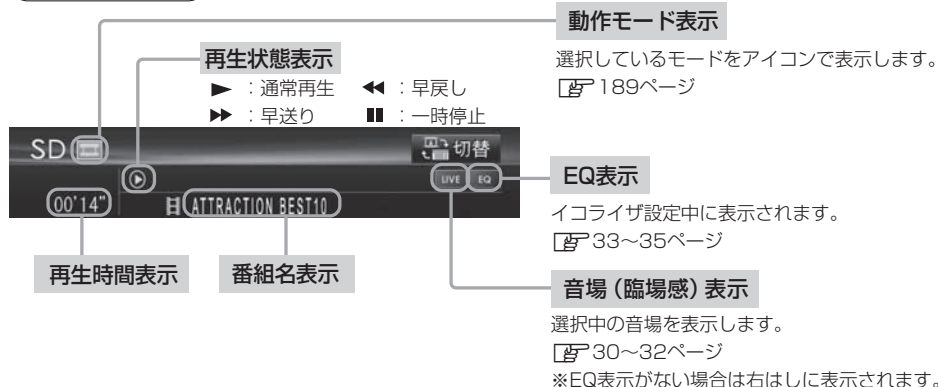 動作モード表示
選択しているモードをアイコンで表示します。
189ページ
再生状態表示
▶ ：通常再生 ◀◀ ：早戻し
▶▶ ：早送り ▮▮ ：一時停止
SD 切替
LIVE EQ
00'14" ATTRACTION BEST10
再生時間表示
番組名表示
EQ表示
イコライザ設定中に表示されます。
33〜35ページ
音場（臨場感）表示
選択中の音場を表示します。
30〜32ページ
※EQ表示がない場合は右はしに表示されます。